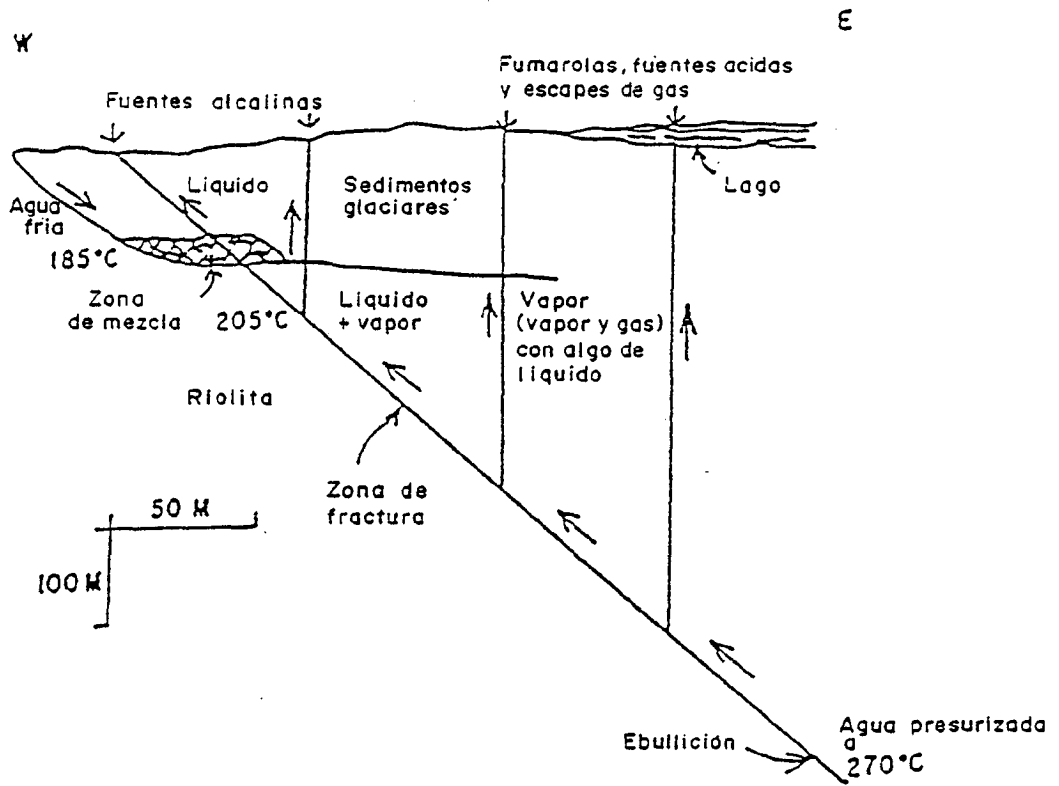 W
E
Fumarolas, fuentes acidas
y escapes de gas
Fuentes alcalinas
Liquido
Sedimentos
glaciares
Lago
Agua
fria
185°C
Zona
de mezcla
205°C
Liquido
+ vapor
Vapor
(vapor y gas)
con algo de
liquido
Riolita
Zona de
fractura
50 M
100 M
Ebullición
Agua presurizada
a
270°C